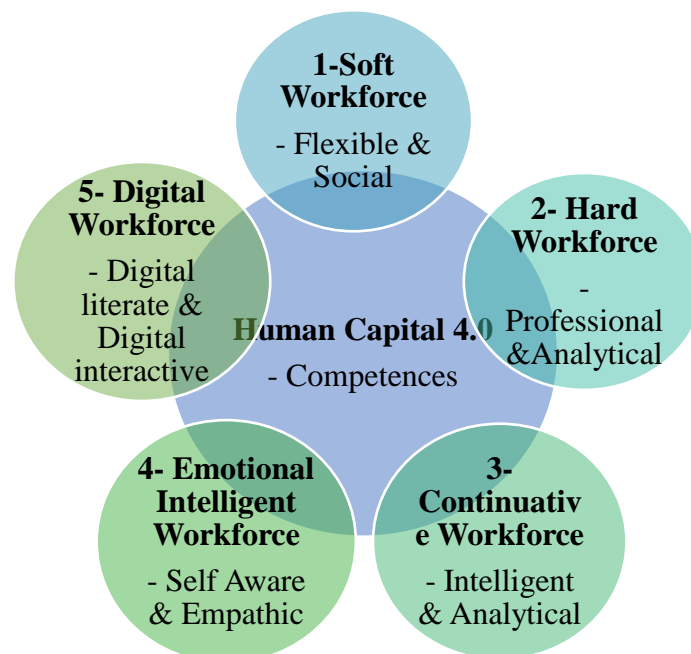 1-Soft
Workforce
- Flexible &
Social
2- Hard
Workforce
-
Professional
&Analytical
3-
Continuativ
e Workforce
- Intelligent
& Analytical
4- Emotional
Intelligent
Workforce
- Self Aware
& Empathic
5- Digital
Workforce
- Digital
literate &
Digital
interactive
Human Capital 4.0
- Competences